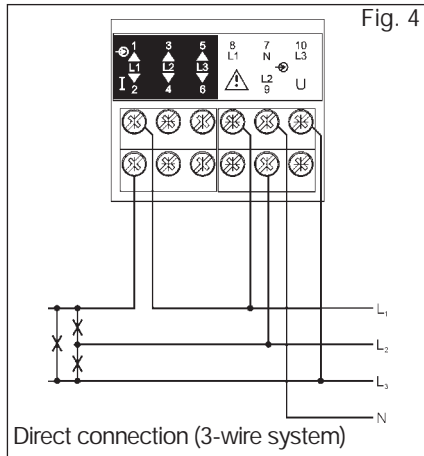 Fig. 4
1 3 5 8 7 10
L1 N L3
L1 L2 L3
L2
I 2 4 6 9 U
L₁
L₂
L₃
N
Direct connection (3-wire system)